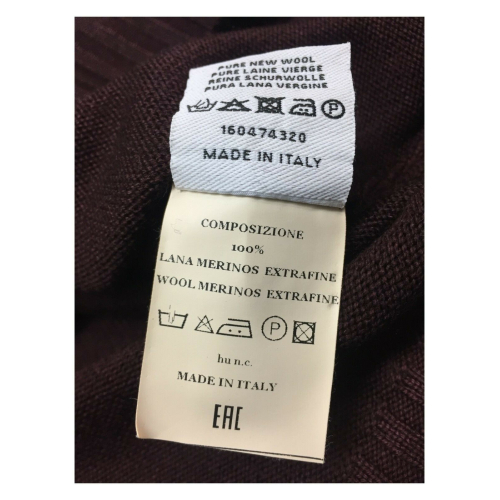 PURE NEW WOOL
PURE LAINE VIERGE
REINE SCHURWOLLE
PURA LANA VERGINE
P
160474320
MADE IN ITALY
COMPOSIZIONE
100%
LANA MERINOS EXTRAFINE
WOOL MERINOS EXTRAFINE
P
hu n.c.
MADE IN ITALY
EAC